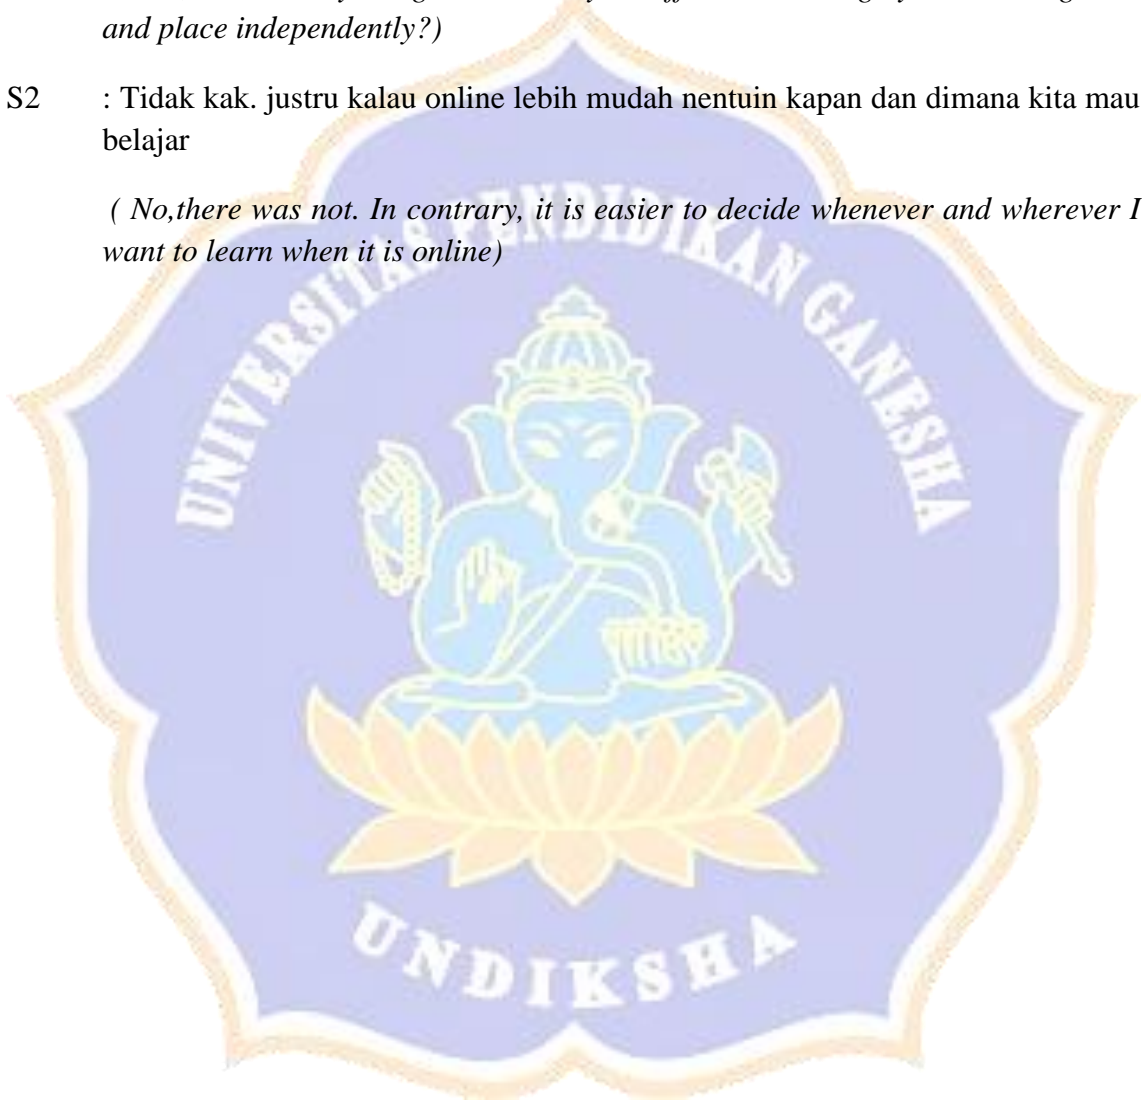 and place independently?)
S2 : Tidak kak. justru kalau online lebih mudah nentuin kapan dan dimana kita mau
belajar
( No,there was not. In contrary, it is easier to decide whenever and wherever I
want to learn when it is online)
UNIVERSITAS PENDIDIKAN GANESHA
UNDIKSHA